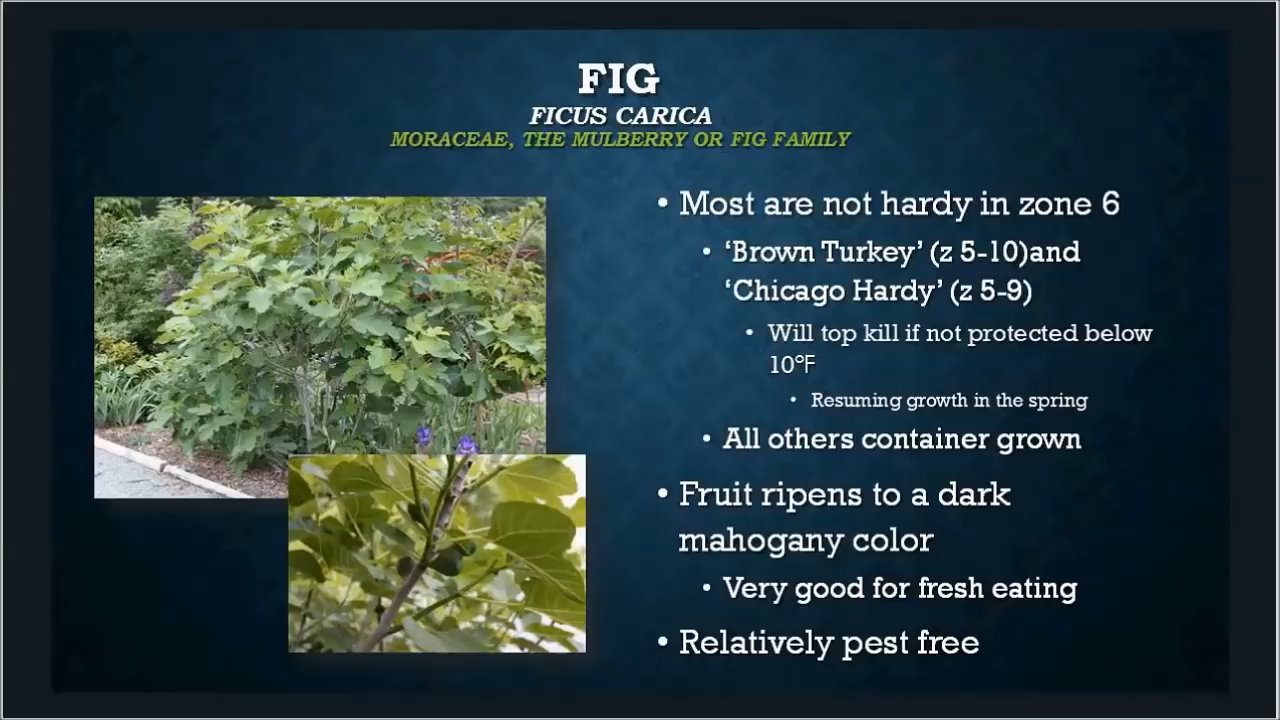 FIG
FICUS CARICA
MORACEAE, THE MULBERRY OR FIG FAMILY
• Most are not hardy in zone 6
• ‘Brown Turkey’ (z 5-10)and
‘Chicago Hardy’ (z 5-9)
• Will top kill if not protected below
10°F
• Resuming growth in the spring
• All others container grown
• Fruit ripens to a dark
mahogany color
• Very good for fresh eating
• Relatively pest free